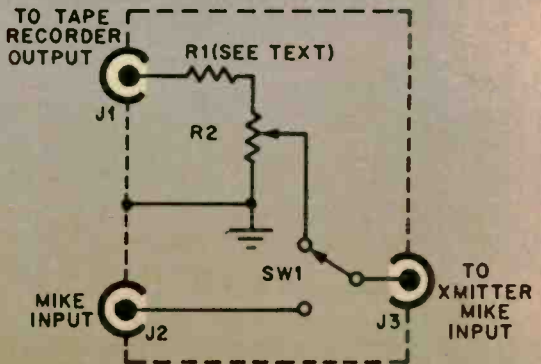 TO TAPE
RECORDER
OUTPUT
R1(SEE TEXT)
J1
R2
SW1
MIKE
INPUT
J2
J3
TO
XMITTER
MIKE
INPUT